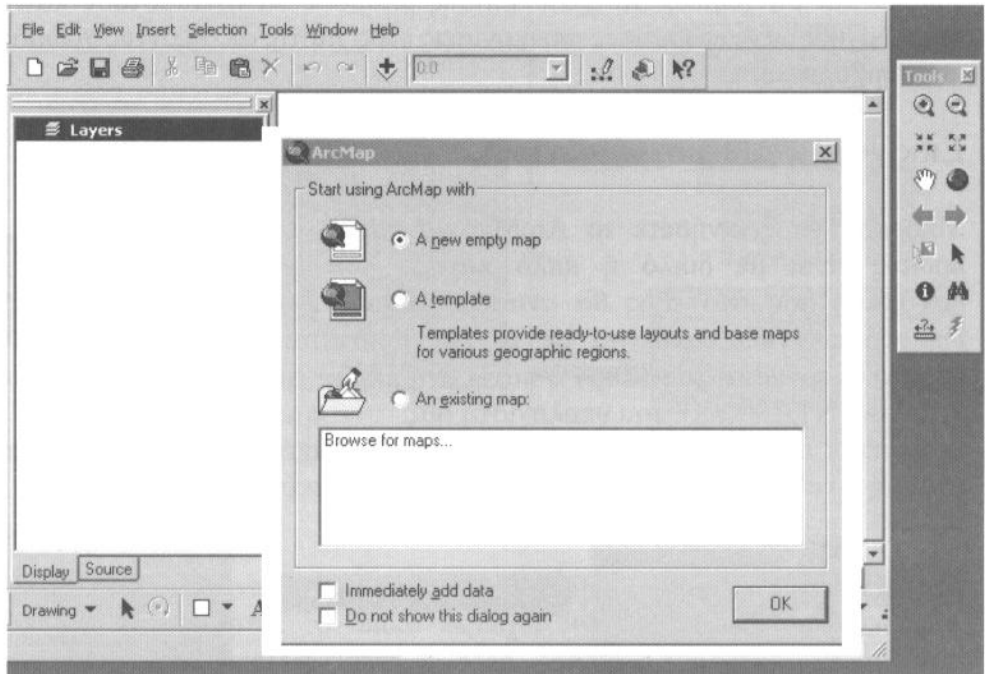 File Edit View Insert Selection Tools Window Help
0:0
Tools
Layers
ArcMap
Start using ArcMap with
A new empty map
A template
Templates provide ready-to-use layouts and base maps
for various geographic regions.
An existing map:
Browse for maps...
Display Source
Immediately add data
Do not show this dialog again
OK
Drawing
A